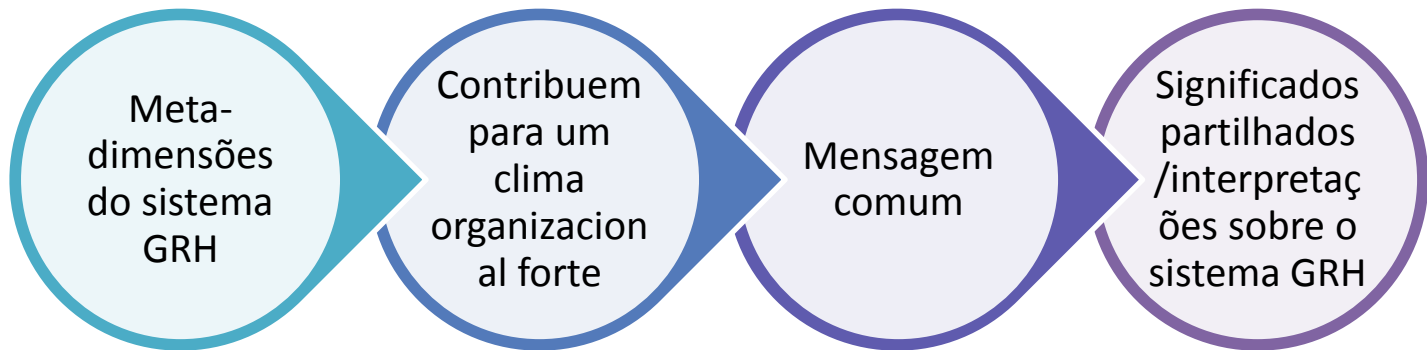 Meta-
dimensões
do sistema
GRH
Contribuem
para um
clima
organizacion
al forte
Mensagem
comum
Significados
partilhados
/interpretaç
ões sobre o
sistema GRH